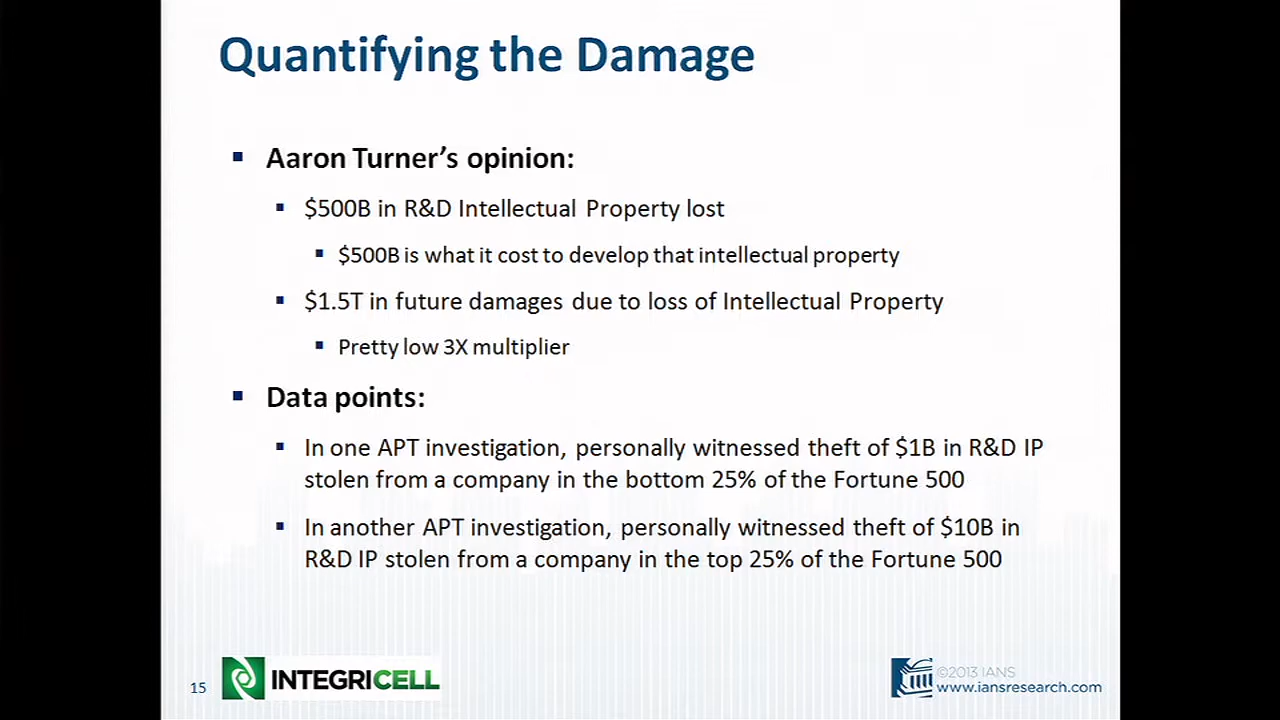 Quantifying the Damage
▪ Aaron Turner’s opinion:
▪ $500B in R&D Intellectual Property lost
▪ $500B is what it cost to develop that intellectual property
▪ $1.5T in future damages due to loss of Intellectual Property
▪ Pretty low 3X multiplier
▪ Data points:
▪ In one APT investigation, personally witnessed theft of $1B in R&D IP
stolen from a company in the bottom 25% of the Fortune 500
▪ In another APT investigation, personally witnessed theft of $10B in
R&D IP stolen from a company in the top 25% of the Fortune 500
15
INTEGRICELL
©2013 IANS
www.iansresearch.com